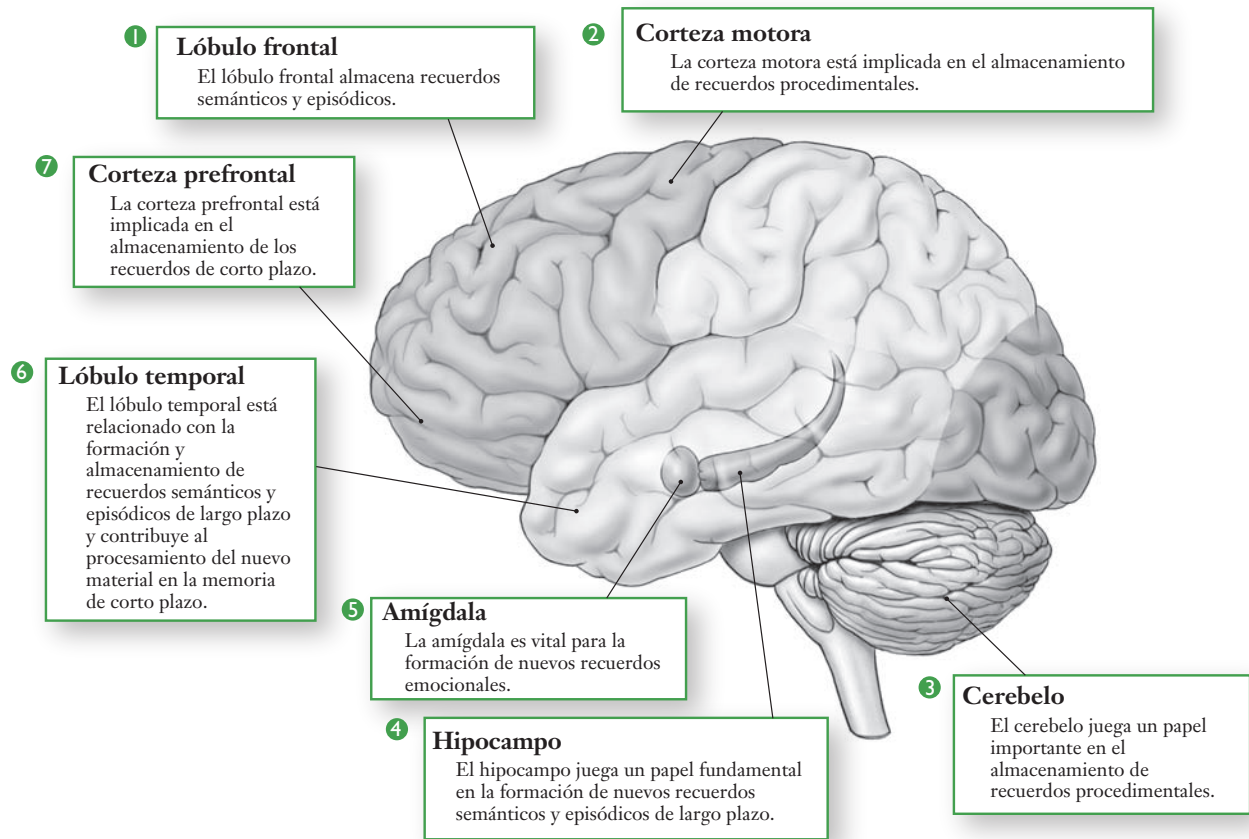 1
Lóbulo frontal
El lóbulo frontal almacena recuerdos
semánticos y episódicos.
2
Corteza motora
La corteza motora está implicada en el almacenamiento
de recuerdos procedimentales.
7
Corteza prefrontal
La corteza prefrontal está
implicada en el
almacenamiento de los
recuerdos de corto plazo.
6
Lóbulo temporal
El lóbulo temporal está
relacionado con la
formación y
almacenamiento de
recuerdos semánticos y
episódicos de largo plazo
y contribuye al
procesamiento del nuevo
material en la memoria
de corto plazo.
5
Amígdala
La amígdala es vital para la
formación de nuevos recuerdos
emocionales.
4
Hipocampo
El hipocampo juega un papel fundamental
en la formación de nuevos recuerdos
semánticos y episódicos de largo plazo.
3
Cerebelo
El cerebelo juega un papel
importante en el
almacenamiento de
recuerdos procedimentales.